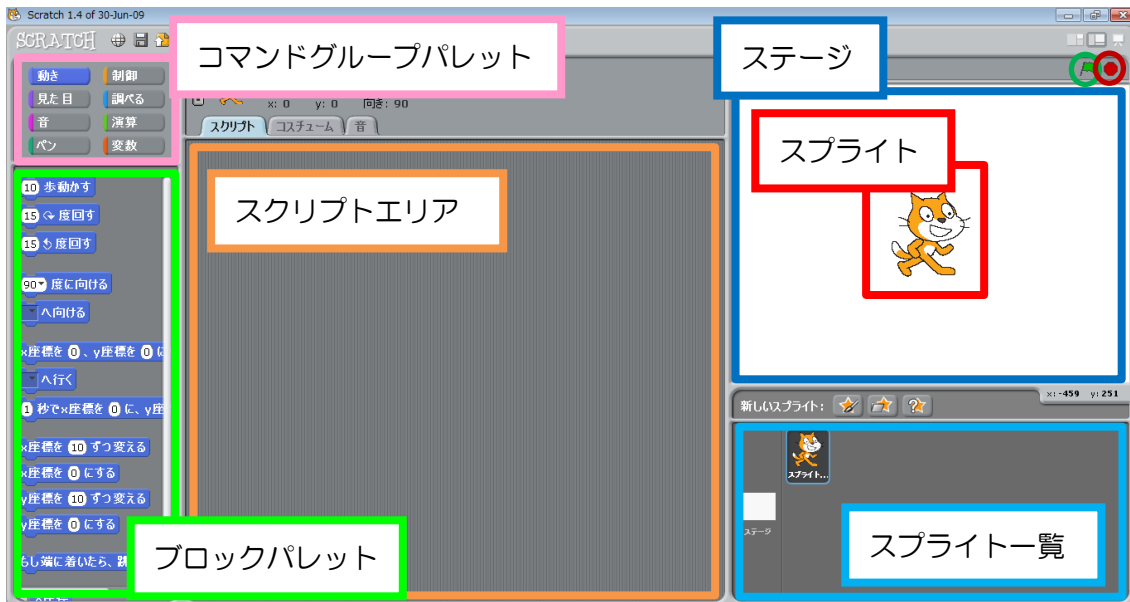 Scratch 1.4 of 30-Jun-09
SCRATCH
コマンドグループパレット
ステージ
動き 制御
見た目 調べる
音 演算
ペン 変数
x: 0 y: 0 向き: 90
スクリプト コスチューム 音
スプライト
スクリプトエリア
10 歩動かす
15 度回す
15 度回す
90 度に向ける
へ向ける
x座標を 0 、y座標を 0 に
へ行く
1 秒でx座標を 0 に、y座
x座標を 10 ずつ変える
x座標を 0 にする
y座標を 10 ずつ変える
y座標を 0 にする
もし端に着いたら、跳
ブロックパレット
x: -459 y: 251
新しいスプライト:
スプライト...
ステージ
スプライト一覧